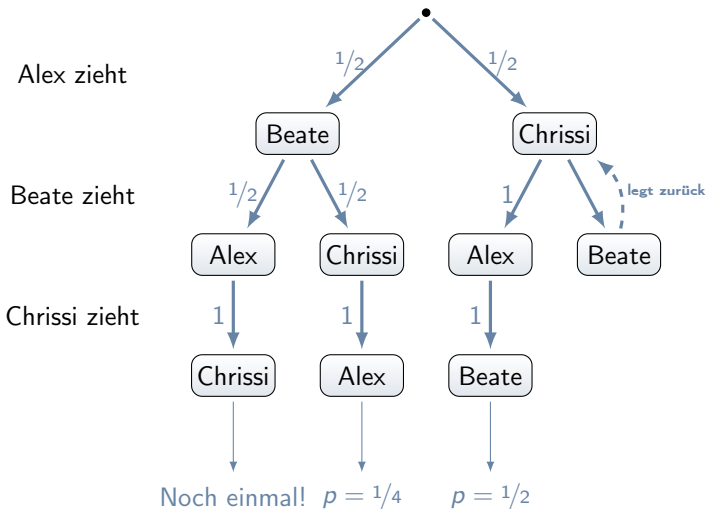 Alex zieht
1/2
1/2
Beate
Chrissi
Beate zieht
1/2
1/2
1
legt zurück
Alex
Chrissi
Alex
Beate
Chrissi zieht
1
1
1
Chrissi
Alex
Beate
Noch einmal!
p = 1/4
p = 1/2